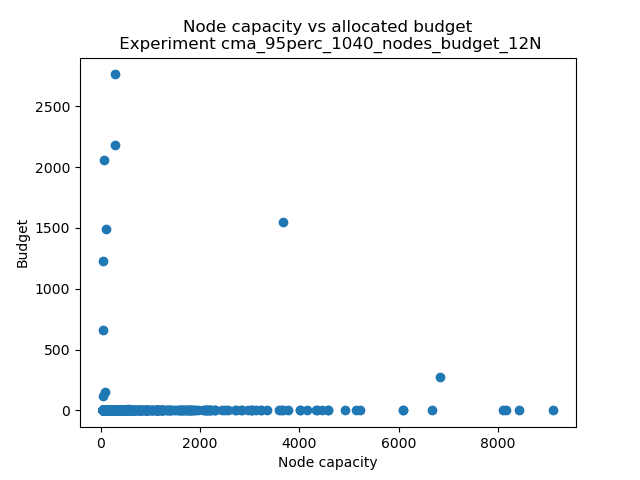 Node capacity vs allocated budget
Experiment cma_95perc_1040_nodes_budget_12N
2500
2000
1500
1000
500
0
Budget
0 2000 4000 6000 8000
Node capacity